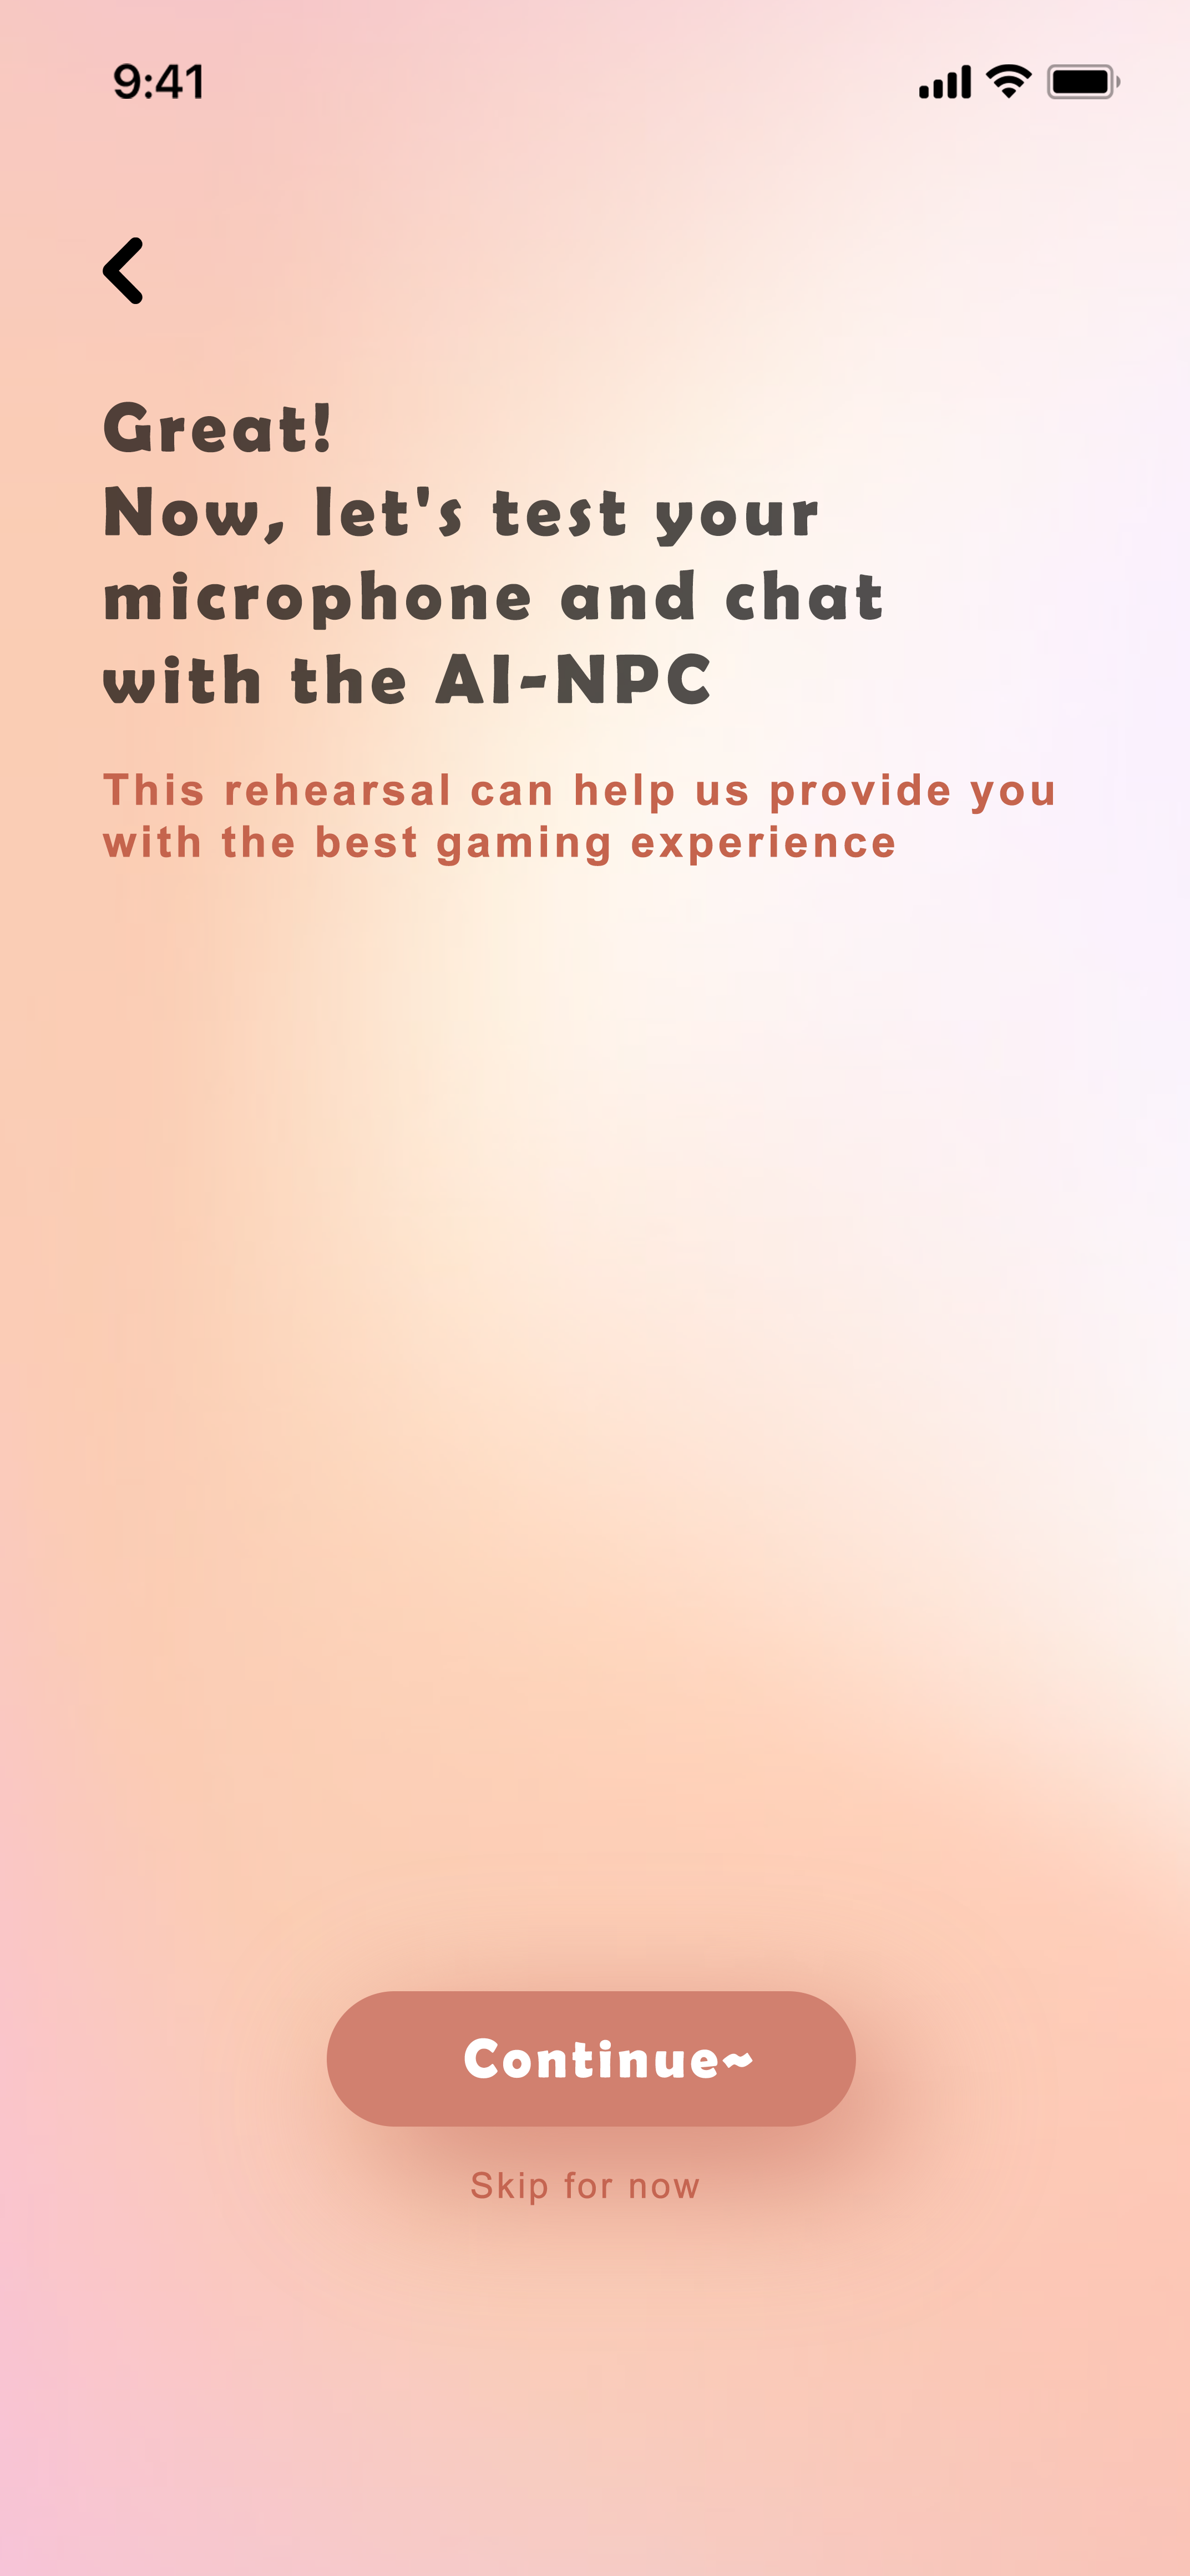 9:41
Great!
Now, let's test your
microphone and chat
with the AI-NPC
This rehearsal can help us provide you
with the best gaming experience
Continue~
Skip for now